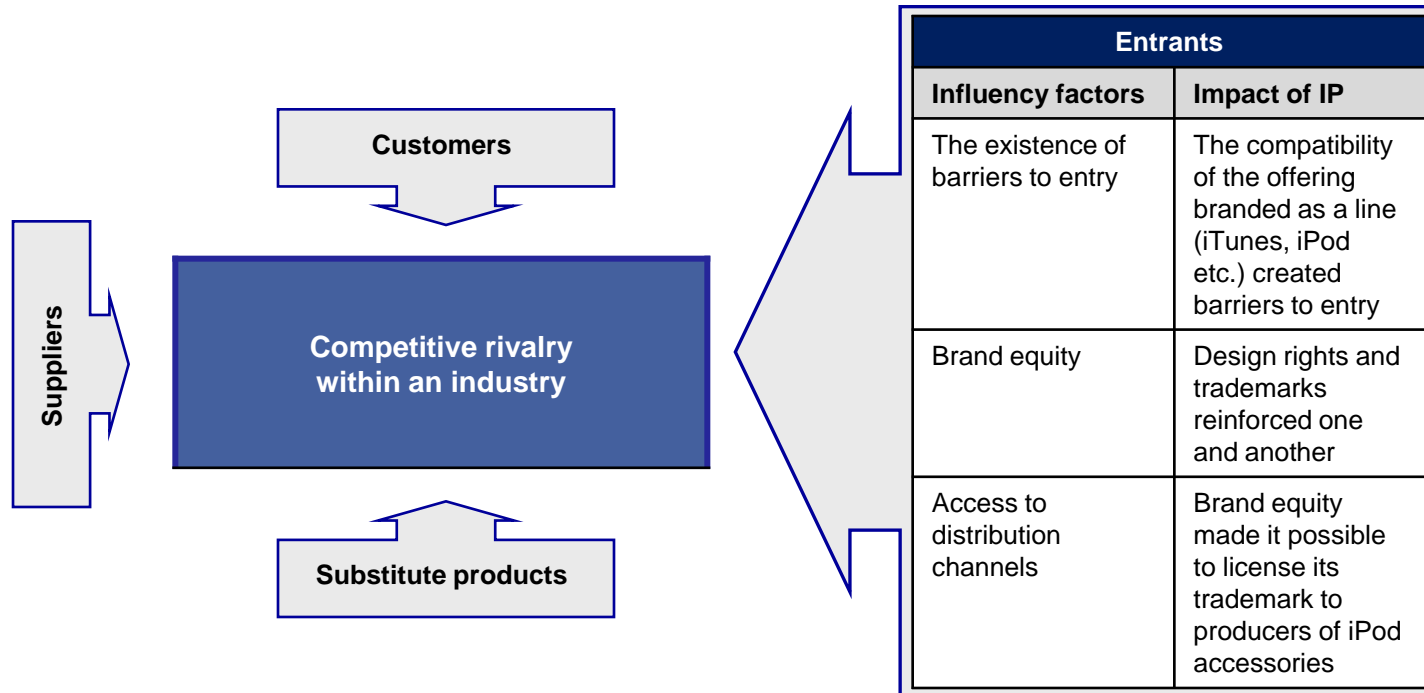 Customers
Suppliers
Competitive rivalry
within an industry
Substitute products
Entrants
Influency factors
Impact of IP
The existence of
barriers to entry
The compatibility
of the offering
branded as a line
(iTunes, iPod
etc.) created
barriers to entry
Brand equity
Design rights and
trademarks
reinforced one
and another
Access to
distribution
channels
Brand equity
made it possible
to license its
trademark to
producers of iPod
accessories